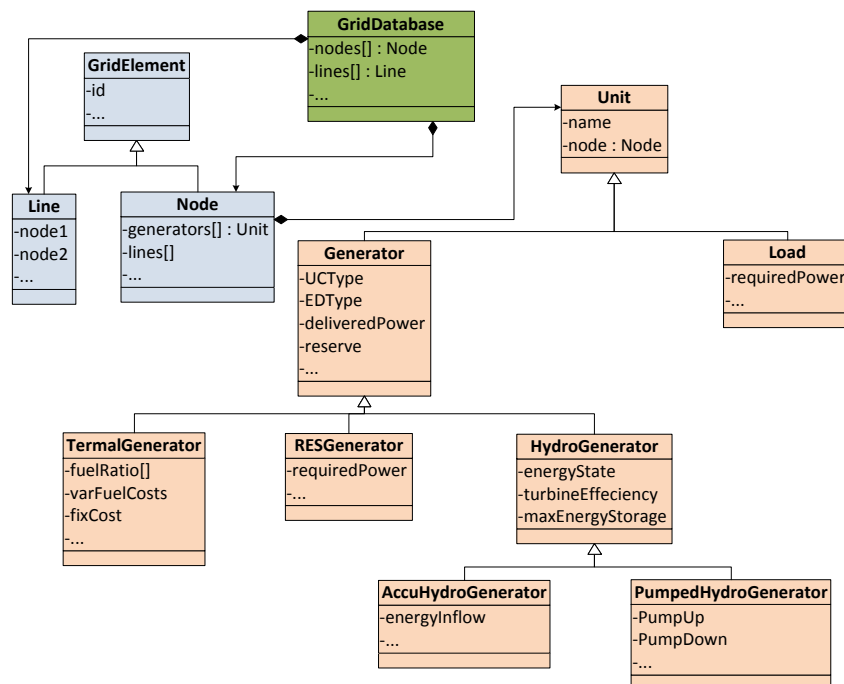 GridDatabase
-nodes[] : Node
-lines[] : Line
-...
GridElement
-id
-...
Unit
-name
-node : Node
Line
-node1
-node2
-...
Node
-generators[] : Unit
-lines[]
-...
Generator
-UCType
-EDType
-deliveredPower
-reserve
-...
Load
-requiredPower
-...
TermalGenerator
-fuelRatio[]
-varFuelCosts
-fixCost
-...
RESGenerator
-requiredPower
-...
HydroGenerator
-energyState
-turbineEffeciency
-maxEnergyStorage
AccuHydroGenerator
-energyInflow
-...
PumpedHydroGenerator
-PumpUp
-PumpDown
-...